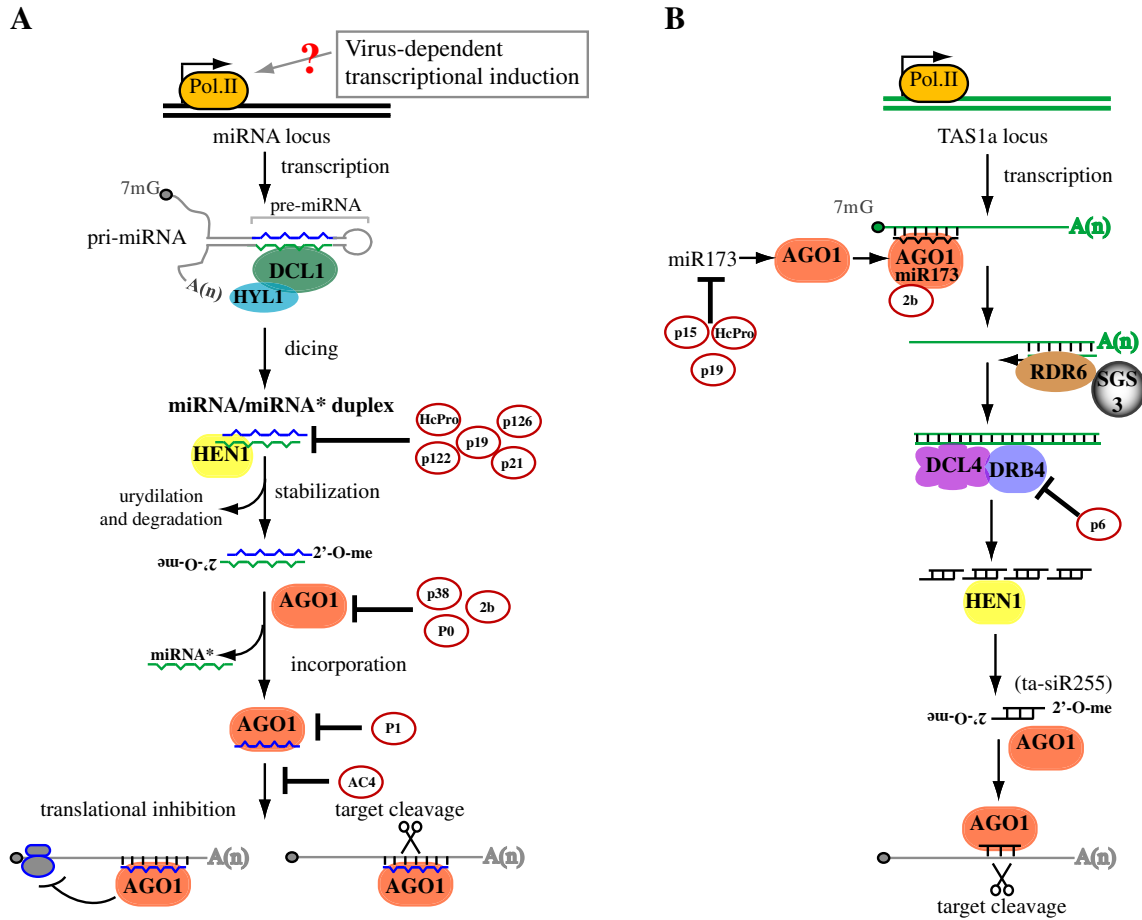 A
Virus-dependent
transcriptional induction
?
Pol.II
miRNA locus
transcription
7mG
pre-miRNA
pri-miRNA
DCL1
A(n)
HYL1
dicing
miRNA/miRNA* duplex
HEN1
HcPro
p126
p19
p122
p21
urydilation
and degradation
stabilization
2'-O-me
2'-O-me
AGO1
p38
2b
P0
miRNA*
incorporation
AGO1
P1
AC4
translational inhibition
target cleavage
A(n)
AGO1
A(n)
AGO1
B
Pol.II
TAS1a locus
transcription
7mG
A(n)
miR173
AGO1
AGO1
miR173
2b
p15
HcPro
p19
A(n)
RDR6
SGS
3
DCL4
DRB4
p6
HEN1
(ta-siR255)
2'-O-me
2'-O-me
AGO1
AGO1
A(n)
target cleavage